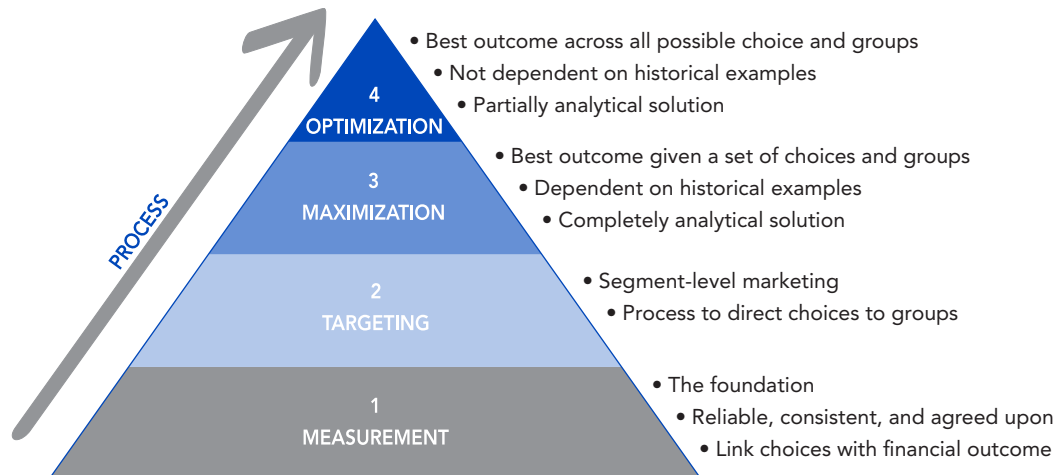 • Best outcome across all possible choice and groups
• Not dependent on historical examples
• Partially analytical solution
4
OPTIMIZATION
• Best outcome given a set of choices and groups
• Dependent on historical examples
• Completely analytical solution
3
MAXIMIZATION
PROCESS
• Segment-level marketing
• Process to direct choices to groups
2
TARGETING
• The foundation
• Reliable, consistent, and agreed upon
• Link choices with financial outcome
1
MEASUREMENT